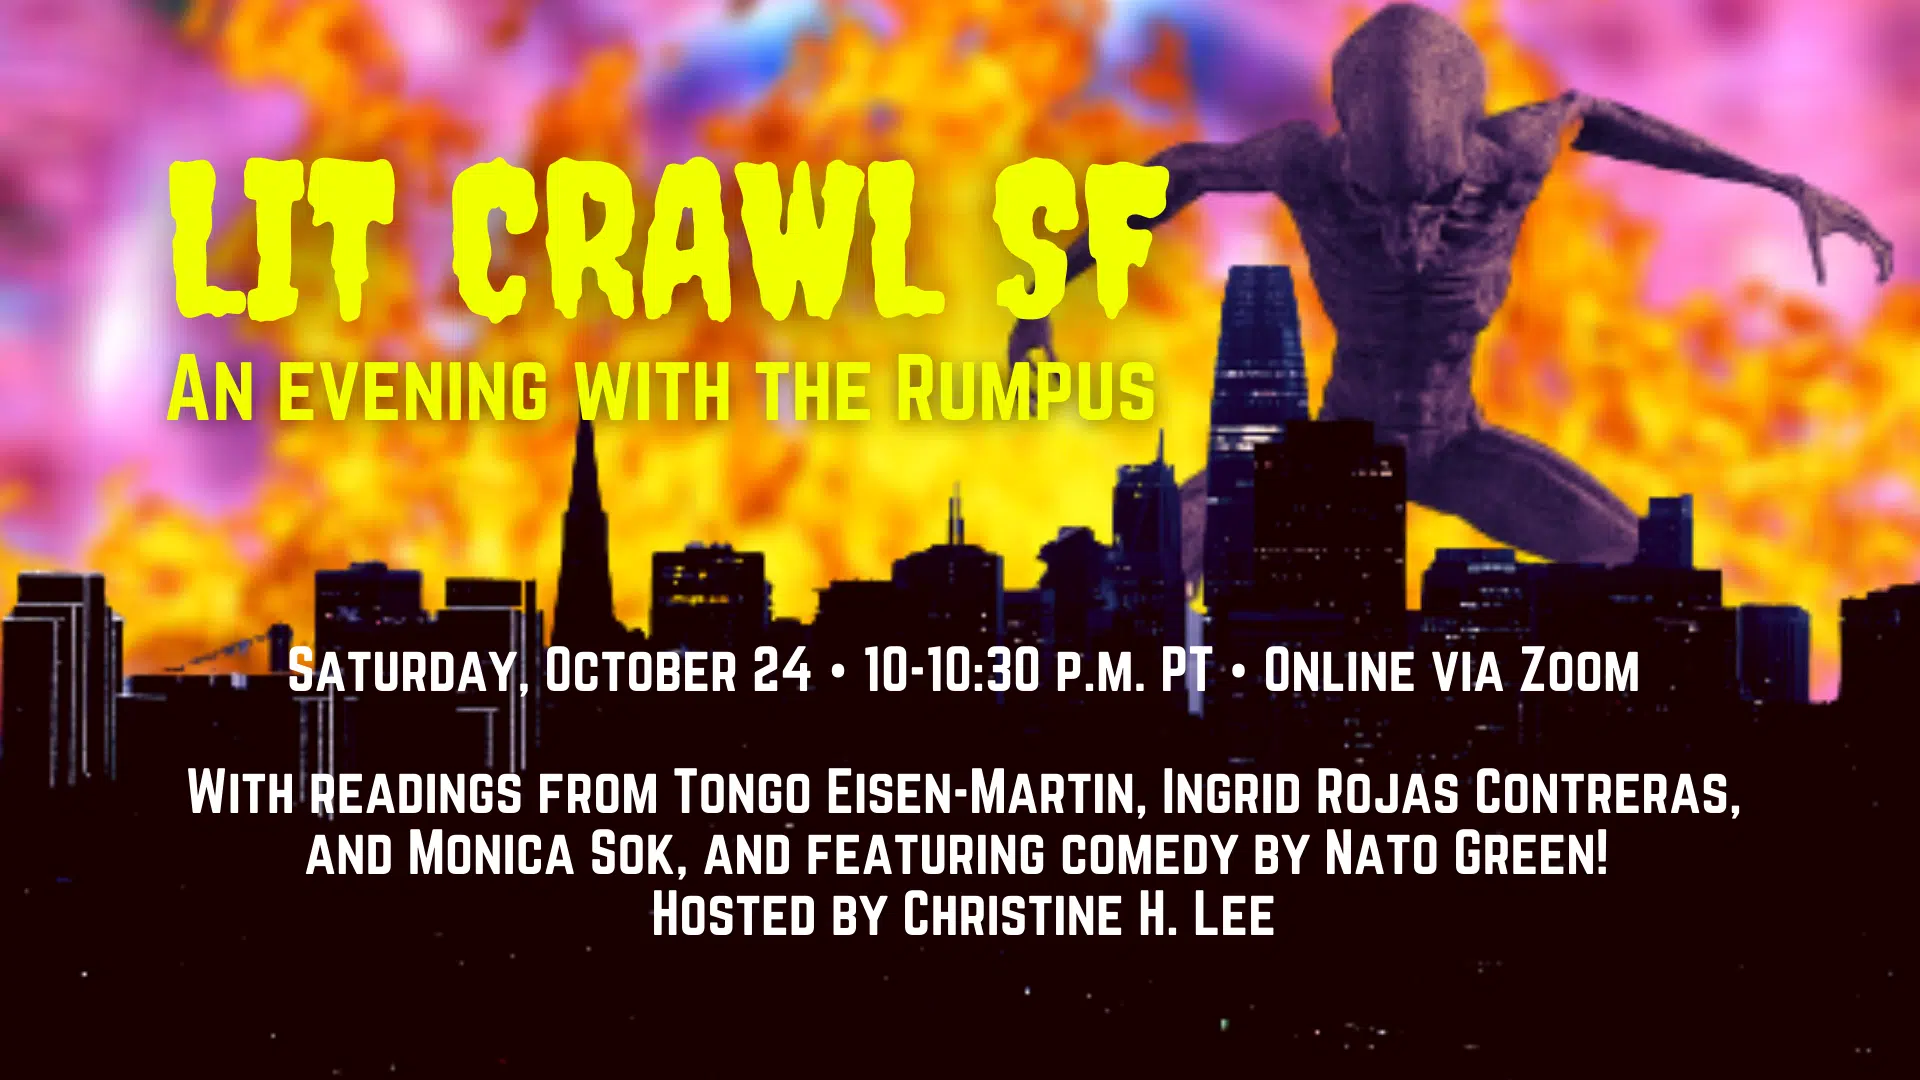 LIT CRAWL SF
An evening with the Rumpus
Saturday, October 24 • 10-10:30 p.m. PT • Online via Zoom
With readings from Tongo Eisen-Martin, Ingrid Rojas Contreras,
and Monica Sok, and featuring comedy by Nato Green!
Hosted by Christine H. Lee